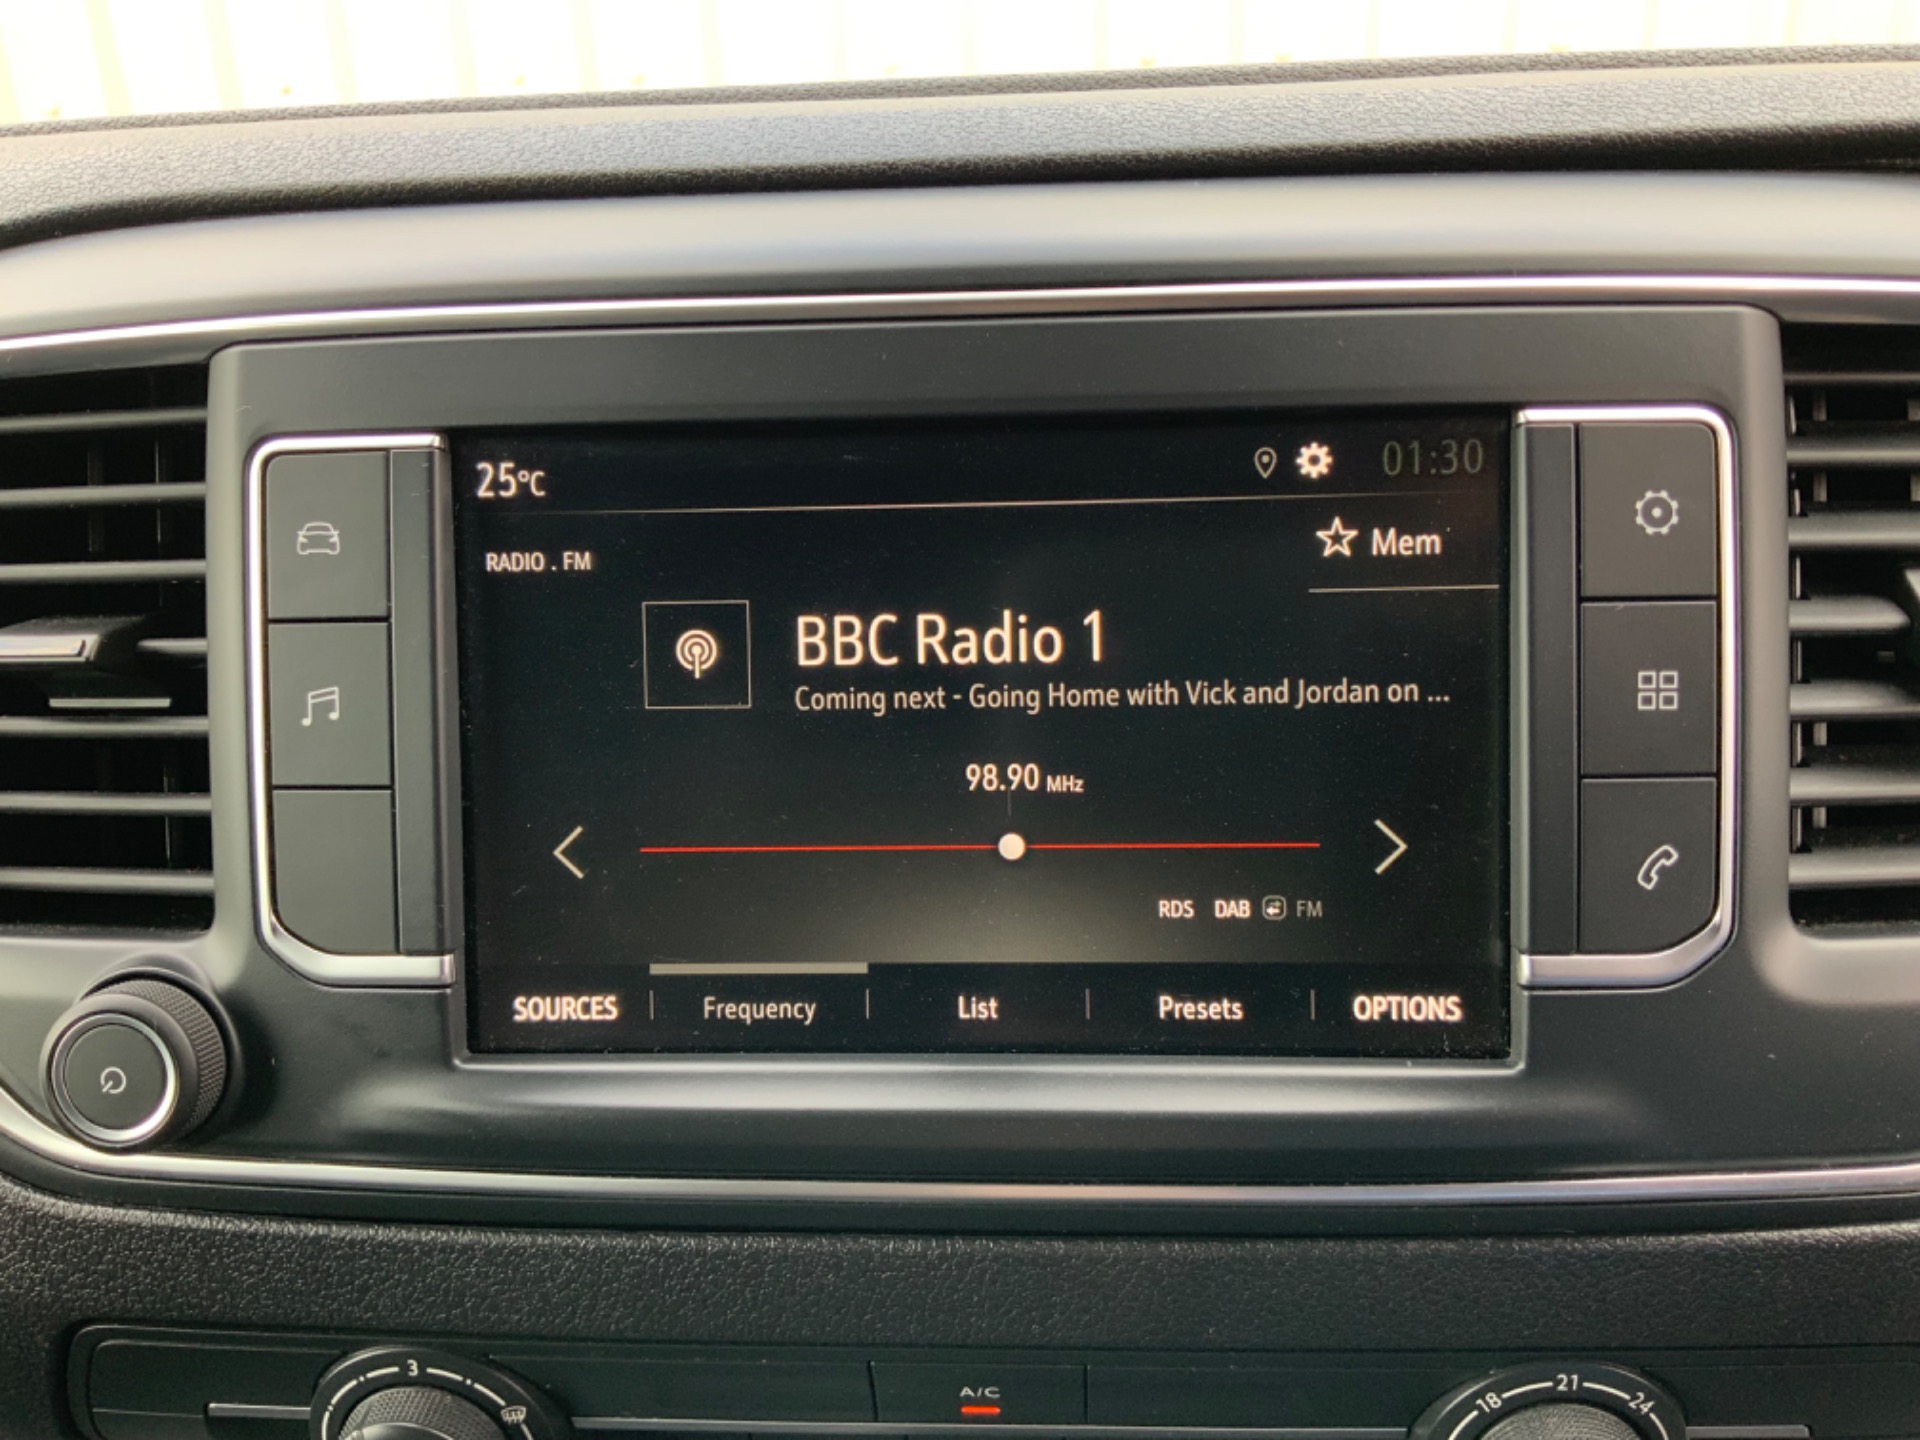 25°C
01:30
RADIO . FM
Mem
BBC Radio 1
Coming next - Going Home with Vick and Jordan on ...
98.90 MHz
RDS DAB FM
SOURCES Frequency List Presets OPTIONS
3
A/C
18 21 24